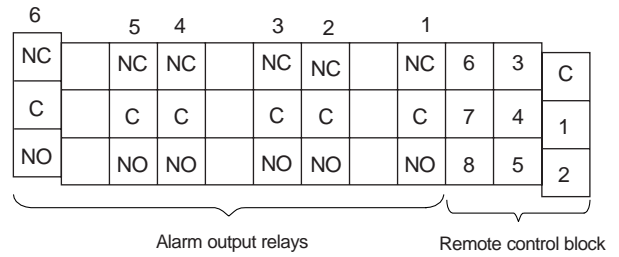 6 5 4 3 2 1
NC NC NC NC NC NC 6 3 C
C C C C C C 7 4 1
NO NO NO NO NO NO 8 5 2
Alarm output relays Remote control block